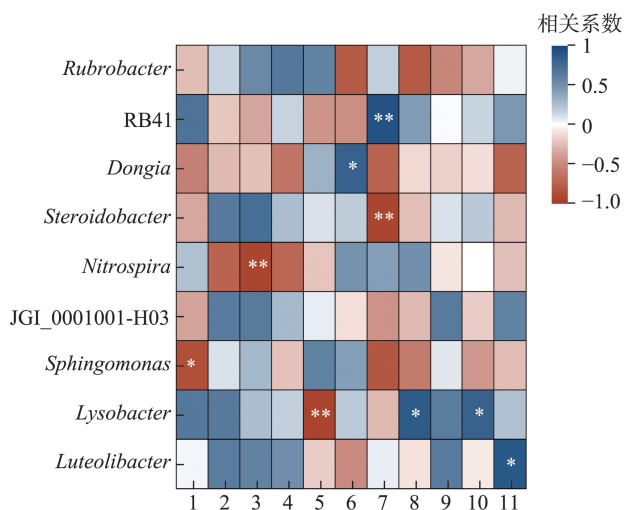 相关系数
1
0.5
0
−0.5
−1.0
Rubrobacter
RB41
**
Dongia
*
Steroidobacter
**
Nitrospira
**
JGI_0001001-H03
Sphingomonas
*
Lysobacter
** * *
Luteolibacter
*
1 2 3 4 5 6 7 8 9 10 11